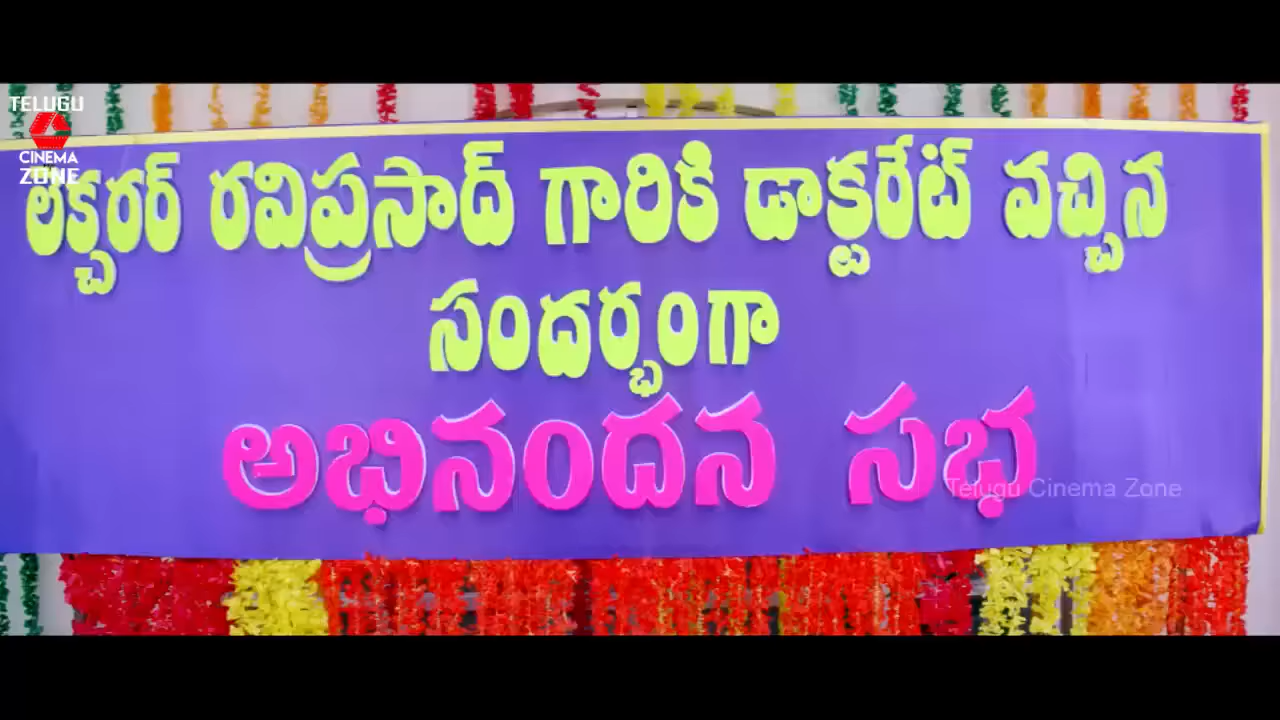 TELUGU
CINEMA
ZONE
లెక్చరర్ రవిప్రసాద్ గారికి డాక్టరేట్ వచ్చిన
సందర్భంగా
అభినందన సభ
Telugu Cinema Zone